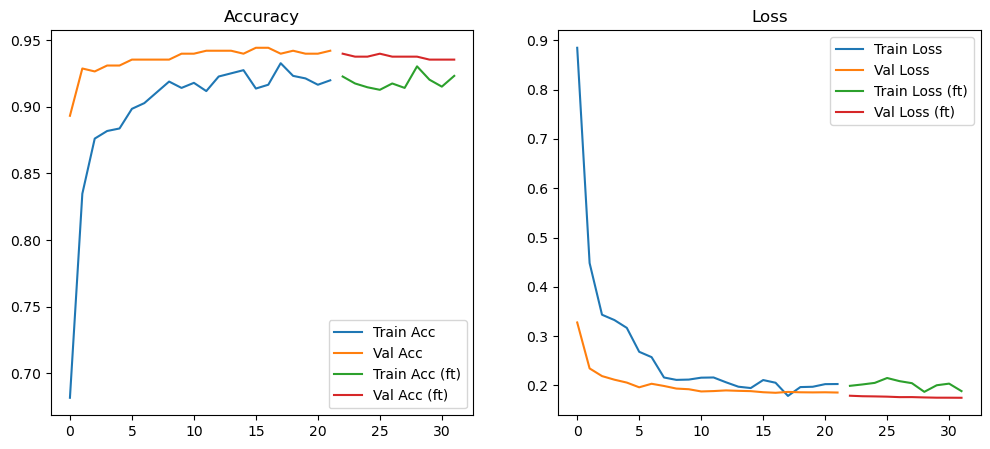 Accuracy
0.95
0.90
0.85
0.80
0.75
0.70
0 5 10 15 20 25 30
Train Acc
Val Acc
Train Acc (ft)
Val Acc (ft)
Loss
0.9
0.8
0.7
0.6
0.5
0.4
0.3
0.2
0 5 10 15 20 25 30
Train Loss
Val Loss
Train Loss (ft)
Val Loss (ft)